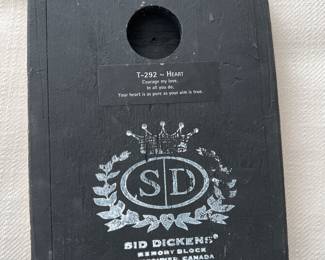 T-292 ~ Heart
Courage my love,
In all you do,
Your heart is as pure as your aim is true.
SD
SID DICKENS®
MEMORY BLOCK
CANADA